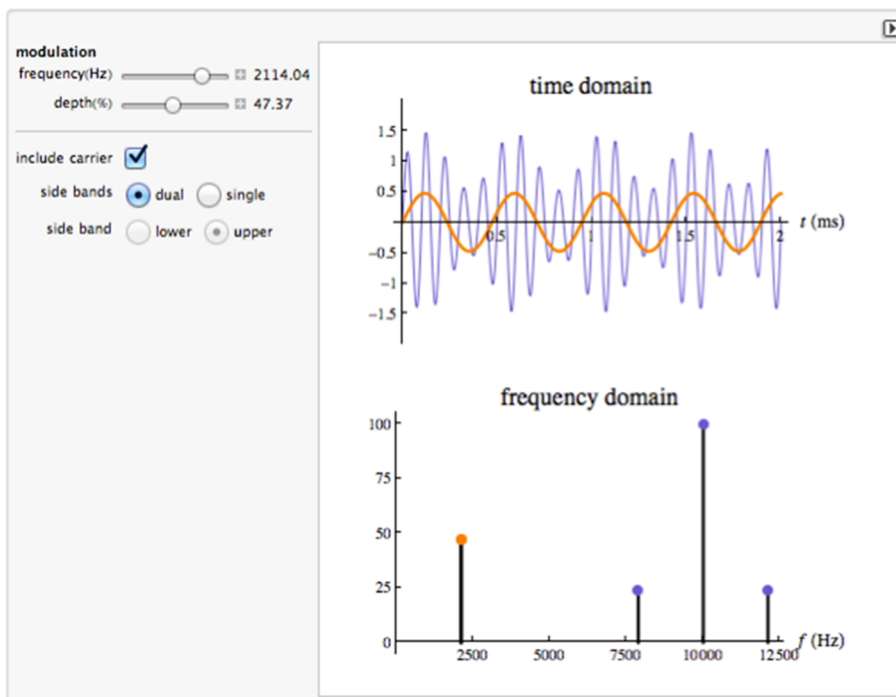 modulation
frequency(Hz) 2114.04
depth(%) 47.37
include carrier
side bands dual single
side band lower upper
time domain
1.5
1
0.5
t (ms)
0.5 1 1.5 2
−0.5
−1
−1.5
frequency domain
100
75
50
25
0
f (Hz)
2500 5000 7500 10000 12500